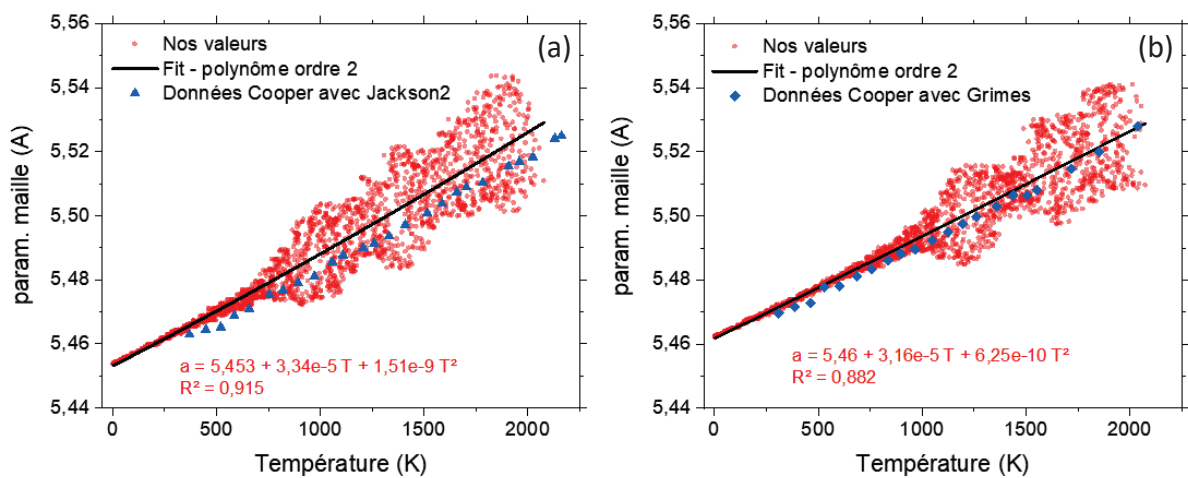 5,56
5,54
5,52
5,50
5,48
5,46
5,44
param. maille (A)
Nos valeurs
Fit - polynôme ordre 2
Données Cooper avec Jackson2
(a)
a = 5,453 + 3,34e-5 T + 1,51e-9 T²
R² = 0,915
0 500 1000 1500 2000
Température (K)
5,56
5,54
5,52
5,50
5,48
5,46
5,44
param. maille (A)
Nos valeurs
Fit - polynôme ordre 2
Données Cooper avec Grimes
(b)
a = 5,46 + 3,16e-5 T + 6,25e-10 T²
R² = 0,882
0 500 1000 1500 2000
Température (K)